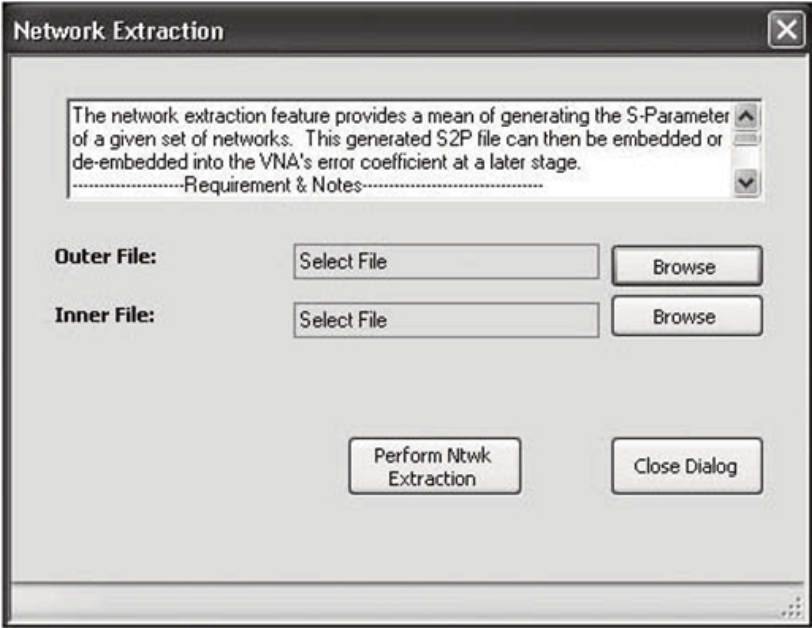 Network Extraction
The network extraction feature provides a mean of generating the S-Parameter
of a given set of networks.  This generated S2P file can then be embedded or
de-embedded into the VNA's error coefficient at a later stage.
----------------------Requirement & Notes-----------------------------------
Outer File:
Select File
Browse
Inner File:
Select File
Browse
Perform Ntwk
Extraction
Close Dialog